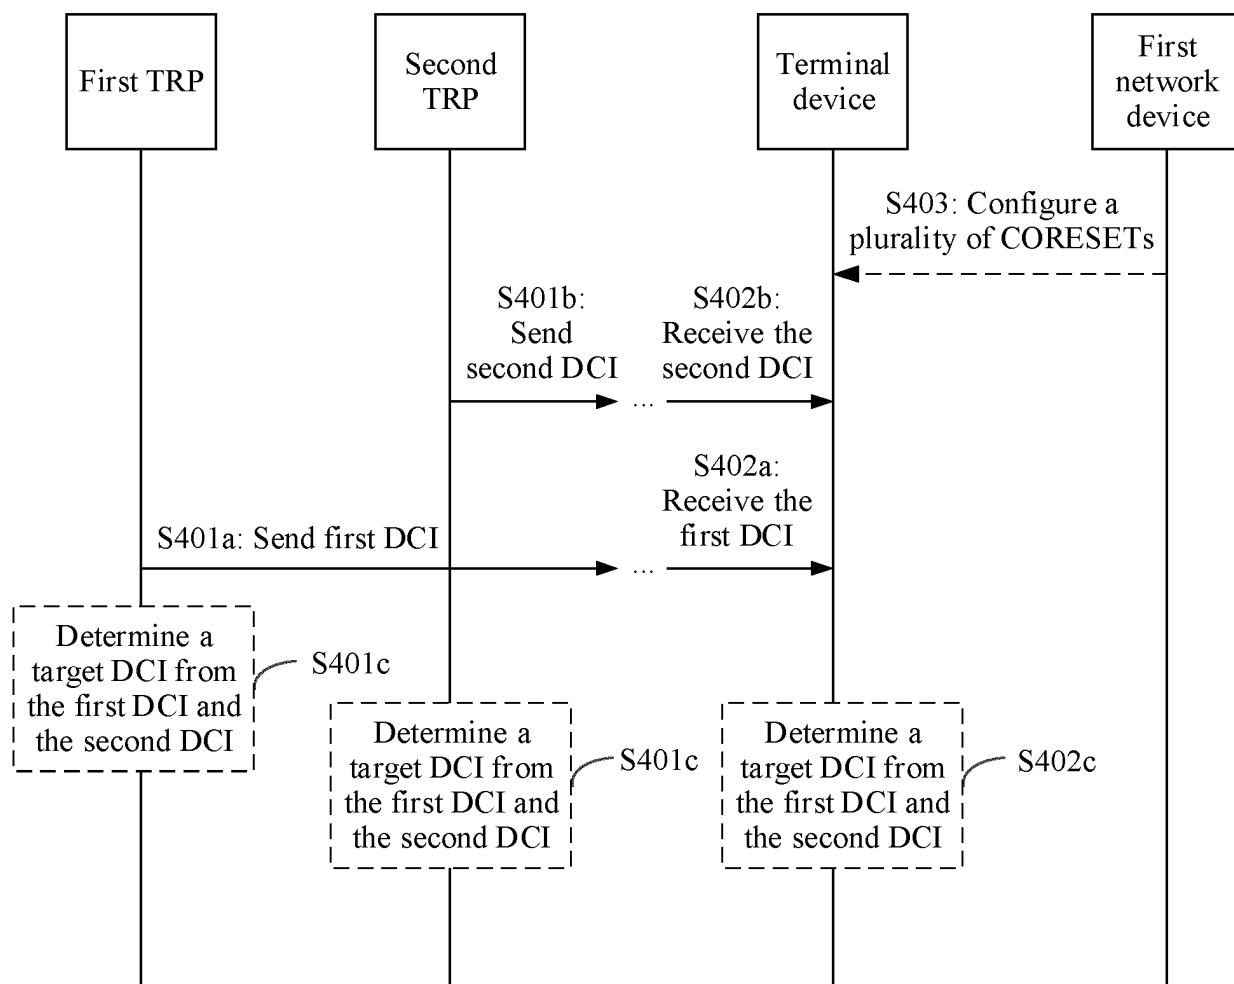 First TRP
Second
TRP
Terminal
device
First
network
device
S403: Configure a
plurality of CORESETs
S401b:
Send
second DCI
S402b:
Receive the
second DCI
...
S402a:
Receive the
first DCI
S401a: Send first DCI
...
Determine a
target DCI from
the first DCI and
the second DCI
S401c
Determine a
target DCI from
the first DCI and
the second DCI
S401c
Determine a
target DCI from
the first DCI and
the second DCI
S402c